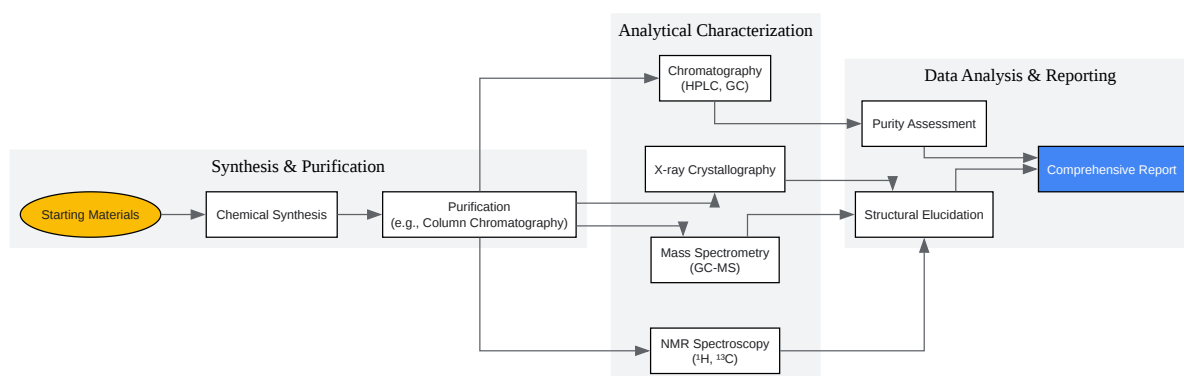 Synthesis & Purification
Starting Materials
Chemical Synthesis
Purification
(e.g., Column Chromatography)
Analytical Characterization
Chromatography
(HPLC, GC)
X-ray Crystallography
Mass Spectrometry
(GC-MS)
NMR Spectroscopy
(¹H, ¹³C)
Data Analysis & Reporting
Purity Assessment
Structural Elucidation
Comprehensive Report